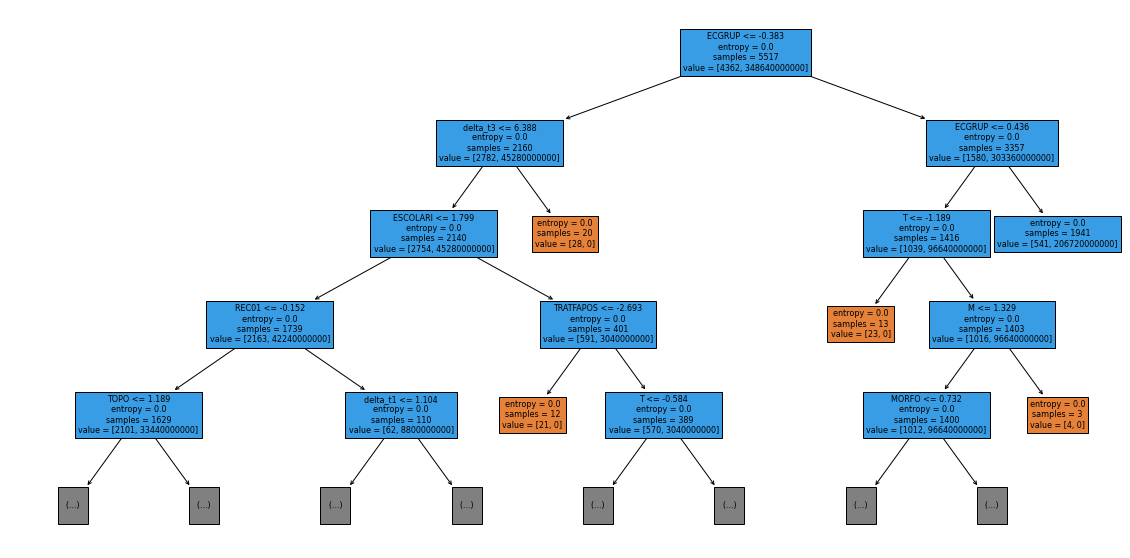 ECGRUP <= -0.383
entropy = 0.0
samples = 5517
value = [4362, 348640000000]
delta_t3 <= 6.388
entropy = 0.0
samples = 2160
value = [2782, 45280000000]
ECGRUP <= 0.436
entropy = 0.0
samples = 3357
value = [1580, 303360000000]
ESCOLARI <= 1.799
entropy = 0.0
samples = 2140
value = [2754, 45280000000]
entropy = 0.0
samples = 20
value = [28, 0]
T <= -1.189
entropy = 0.0
samples = 1416
value = [1039, 96640000000]
entropy = 0.0
samples = 1941
value = [541, 206720000000]
REC01 <= -0.152
entropy = 0.0
samples = 1739
value = [2163, 42240000000]
TRATFAPOS <= -2.693
entropy = 0.0
samples = 401
value = [591, 3040000000]
entropy = 0.0
samples = 13
value = [23, 0]
M <= 1.329
entropy = 0.0
samples = 1403
value = [1016, 96640000000]
TOPO <= 1.189
entropy = 0.0
samples = 1629
value = [2101, 33440000000]
delta_t1 <= 1.104
entropy = 0.0
samples = 110
value = [62, 8800000000]
entropy = 0.0
samples = 12
value = [21, 0]
T <= -0.584
entropy = 0.0
samples = 389
value = [570, 3040000000]
MORFO <= 0.732
entropy = 0.0
samples = 1400
value = [1012, 96640000000]
entropy = 0.0
samples = 3
value = [4, 0]
(...)
(...)
(...)
(...)
(...)
(...)
(...)
(...)